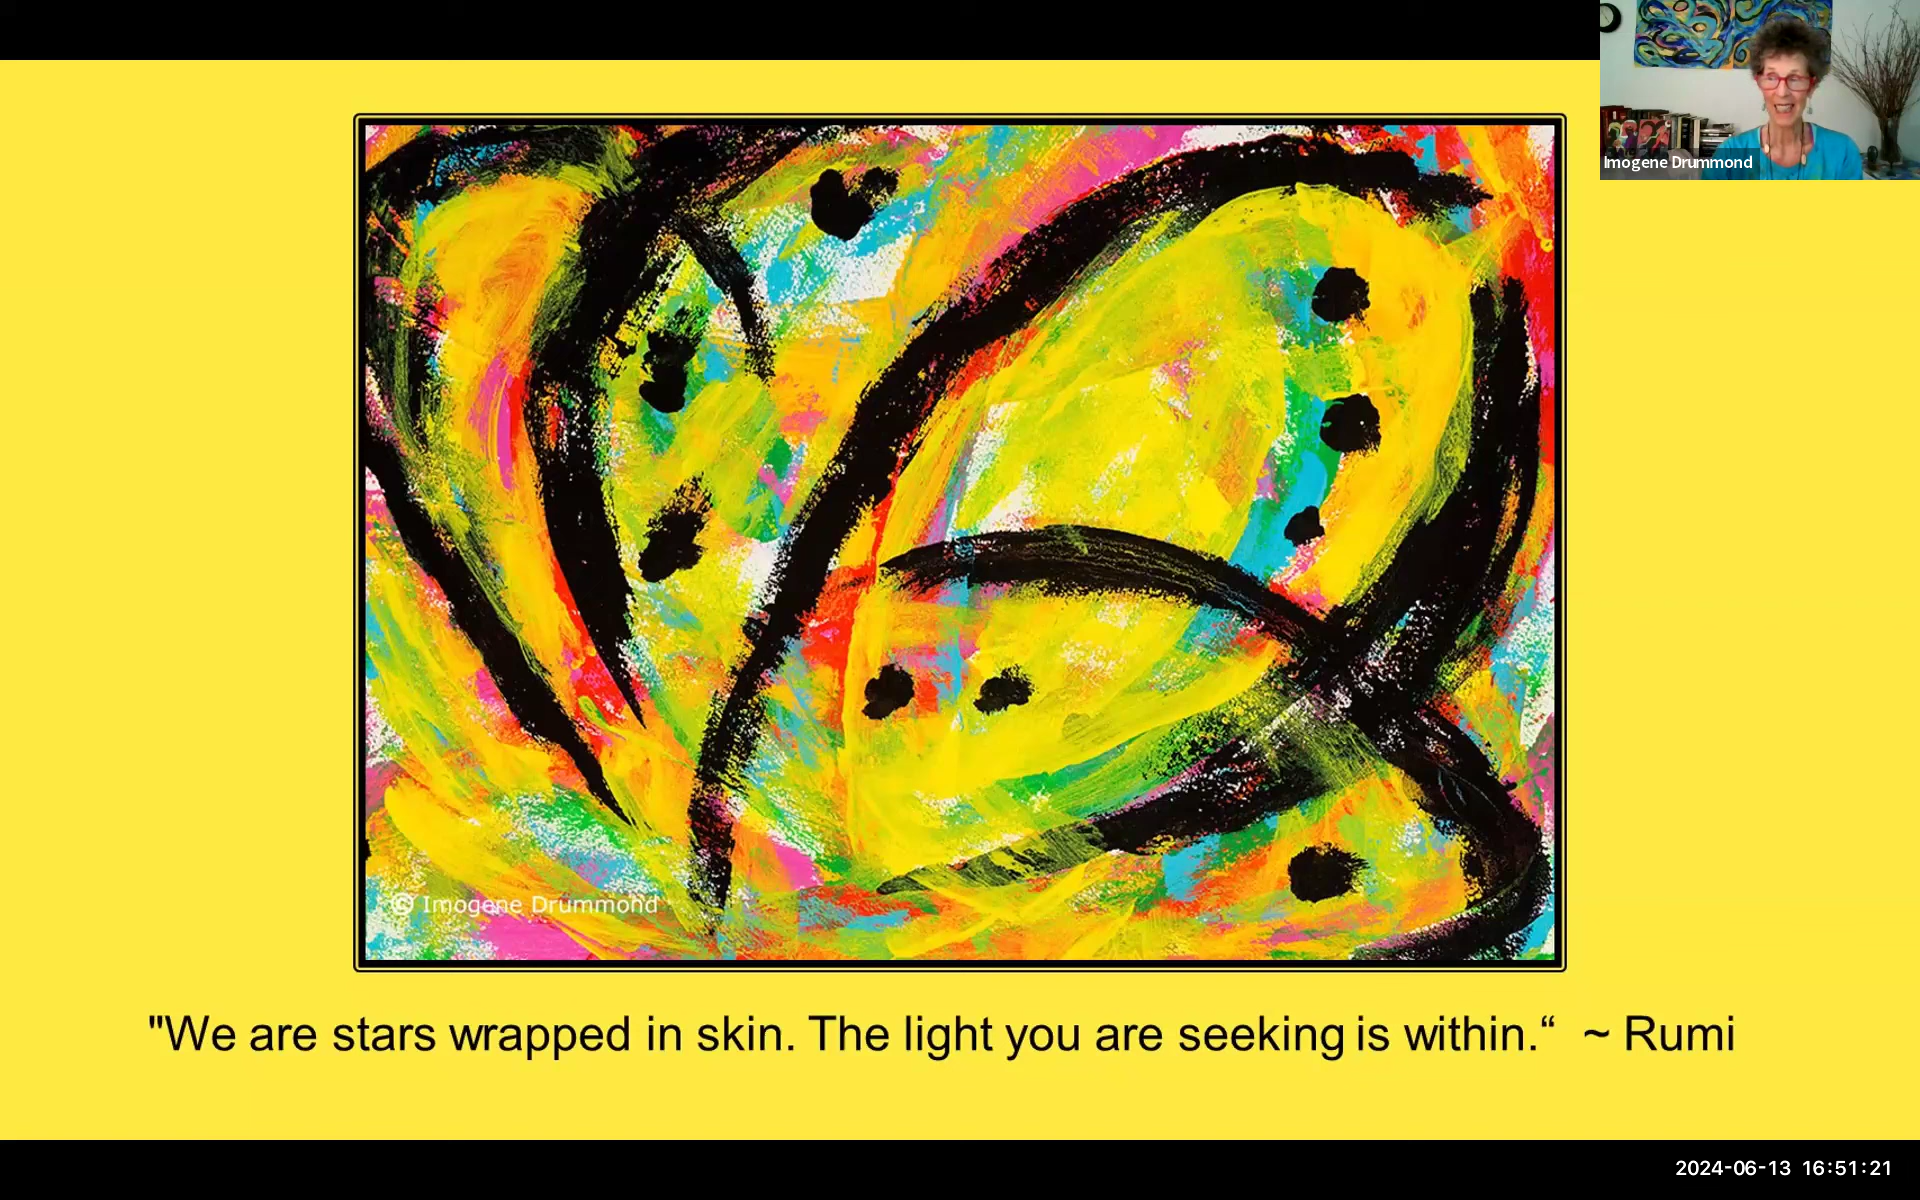 Imogene Drummond
© Imogene Drummond
"We are stars wrapped in skin. The light you are seeking is within.“ ~ Rumi
2024-06-13 16:51:21